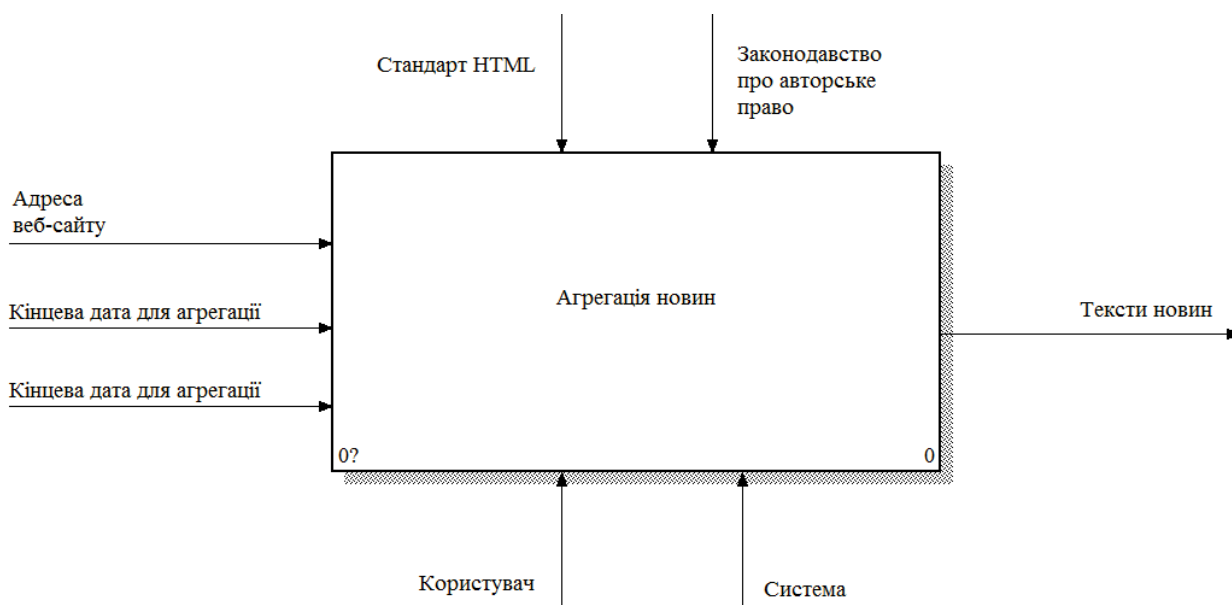 Стандарт HTML
Законодавство
про авторське
право
Адреса
веб-сайту
Кінцева дата для агрегації
Агрегація новин
Тексти новин
Кінцева дата для агрегації
0?
0
Користувач
Система